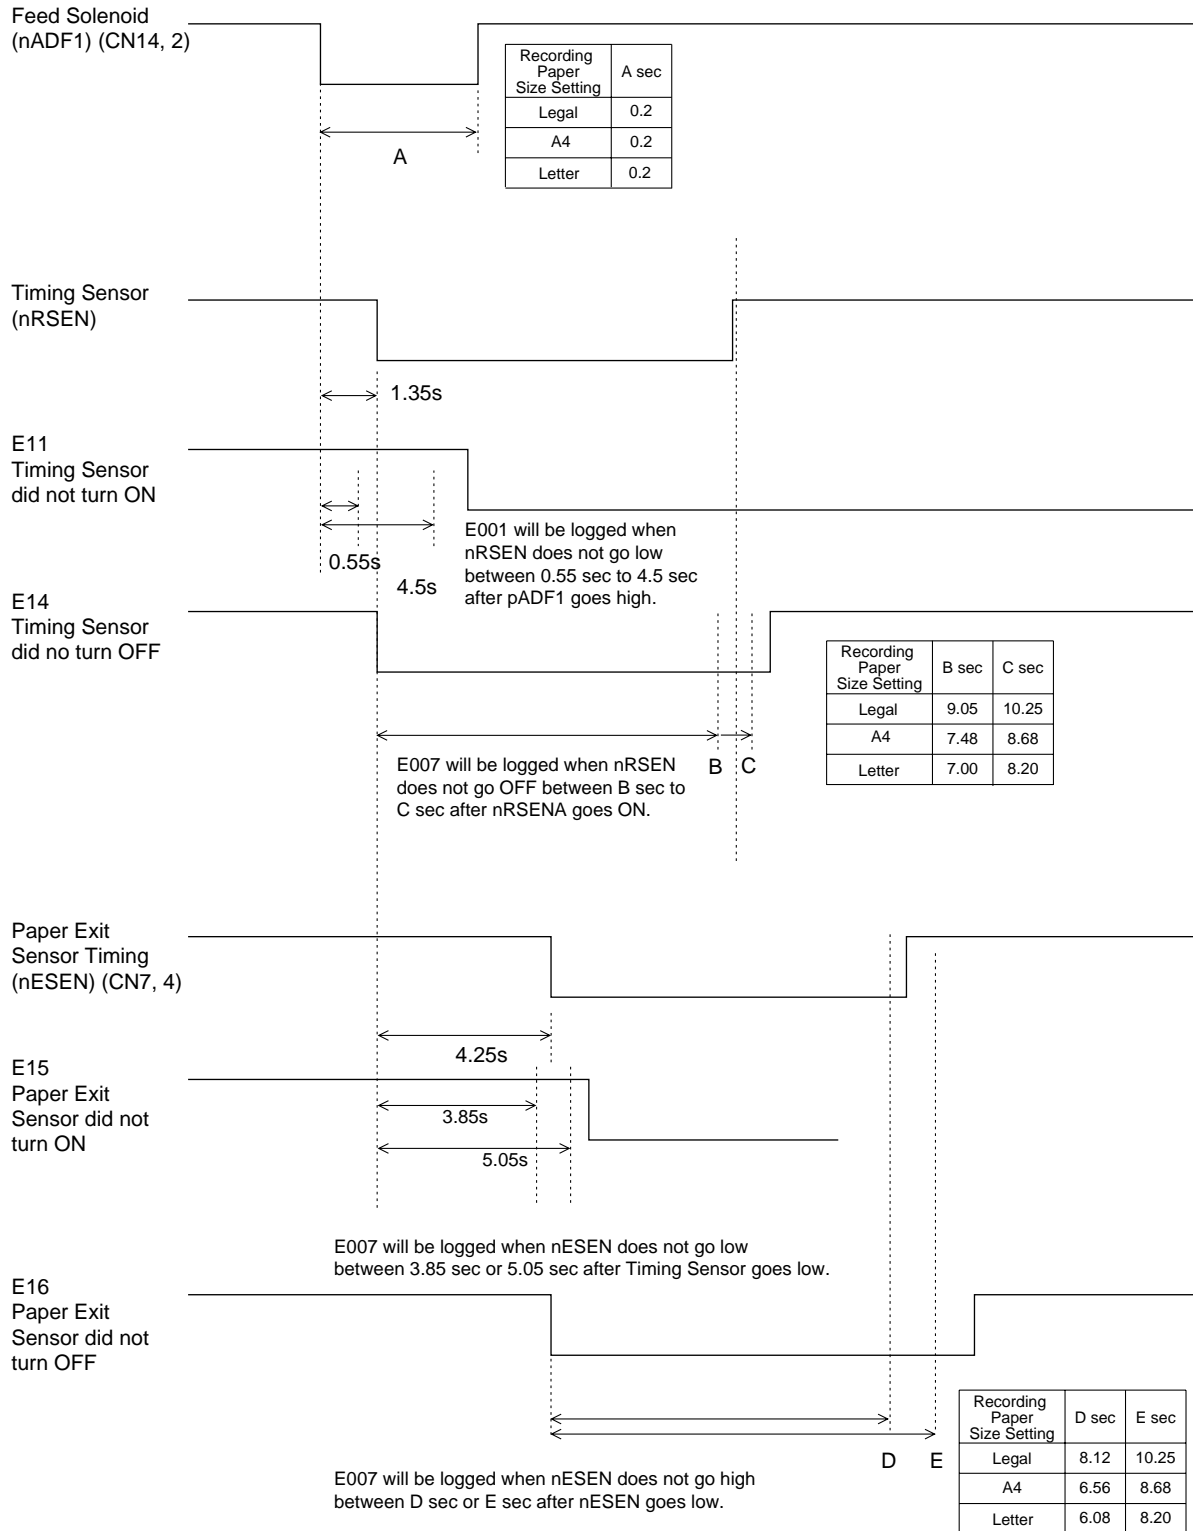 Feed Solenoid
(nADF1) (CN14, 2)
Recording
Paper
Size Setting
A sec
Legal
0.2
A4
0.2
Letter
0.2
A
Timing Sensor
(nRSEN)
1.35s
E11
Timing Sensor
did not turn ON
0.55s
4.5s
E001 will be logged when
nRSEN does not go low
between 0.55 sec to 4.5 sec
after pADF1 goes high.
E14
Timing Sensor
did no turn OFF
Recording
Paper
Size Setting
B sec
C sec
Legal
9.05
10.25
A4
7.48
8.68
Letter
7.00
8.20
B
C
E007 will be logged when nRSEN
does not go OFF between B sec to
C sec after nRSENA goes ON.
Paper Exit
Sensor Timing
(nESEN) (CN7, 4)
4.25s
E15
Paper Exit
Sensor did not
turn ON
3.85s
5.05s
E007 will be logged when nESEN does not go low
between 3.85 sec or 5.05 sec after Timing Sensor goes low.
E16
Paper Exit
Sensor did not
turn OFF
D
E
E007 will be logged when nESEN does not go high
between D sec or E sec after nESEN goes low.
Recording
Paper
Size Setting
D sec
E sec
Legal
8.12
10.25
A4
6.56
8.68
Letter
6.08
8.20